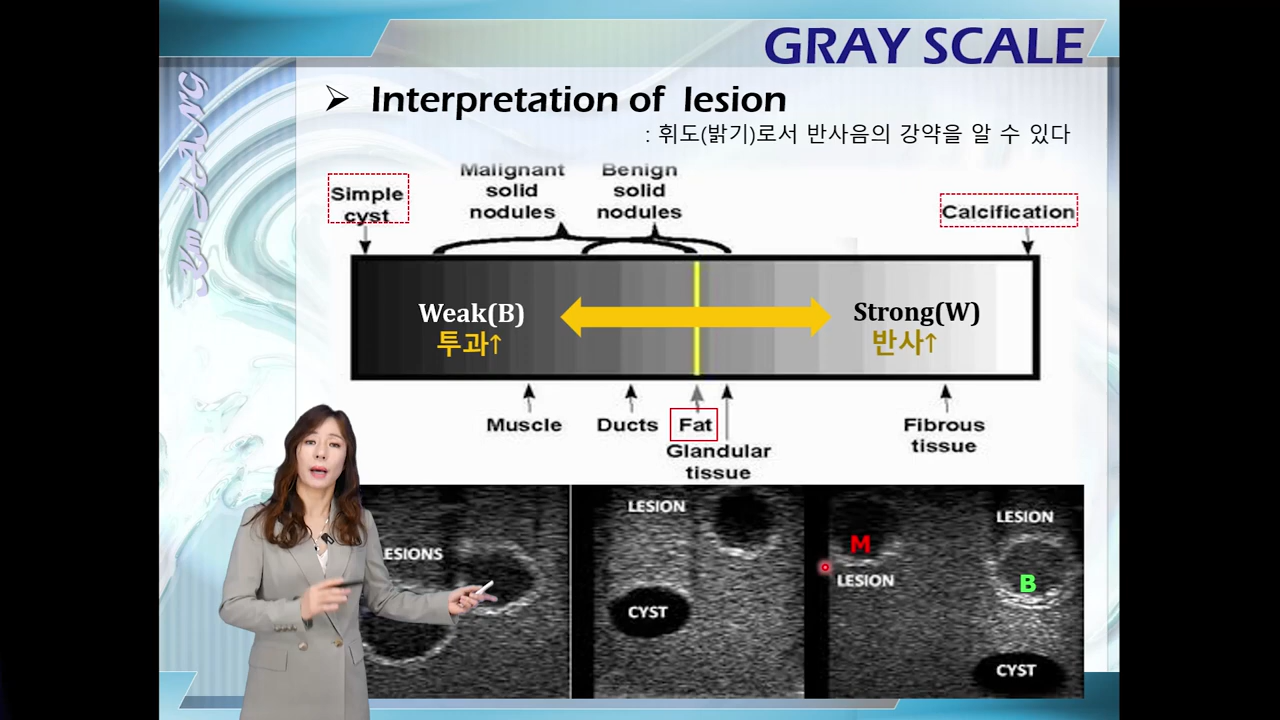 GRAY SCALE
➢ Interpretation of lesion
: 휘도(밝기)로서 반사음의 강약을 알 수 있다
Simple
cyst
Malignant
solid
nodules
Benign
solid
nodules
Calcification
Weak(B)
투과↑
Strong(W)
반사↑
Muscle
Ducts
Fat
Glandular
tissue
Fibrous
tissue
ESIONS
LESION
CYST
M
LESION
LESION
B
CYST